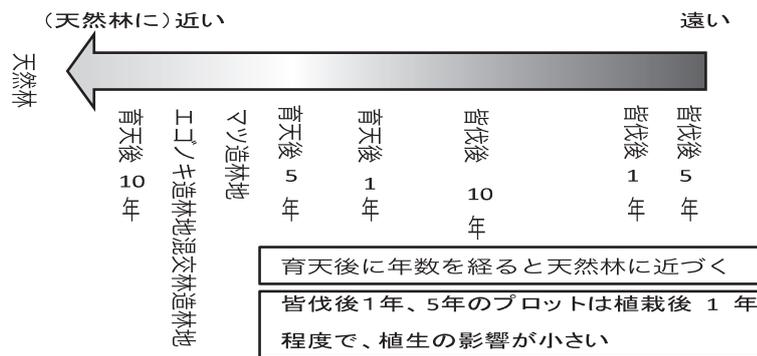 (天然林に)近い
遠い
天然林
育天後10年
エゴノキ造林地混交林造林地
マツ造林地
育天後5年
育天後1年
皆伐後10年
皆伐後1年
皆伐後5年
育天後に年数を経ると天然林に近づく
皆伐後1年、5年のプロットは植栽後 1 年
程度で、植生の影響が小さい